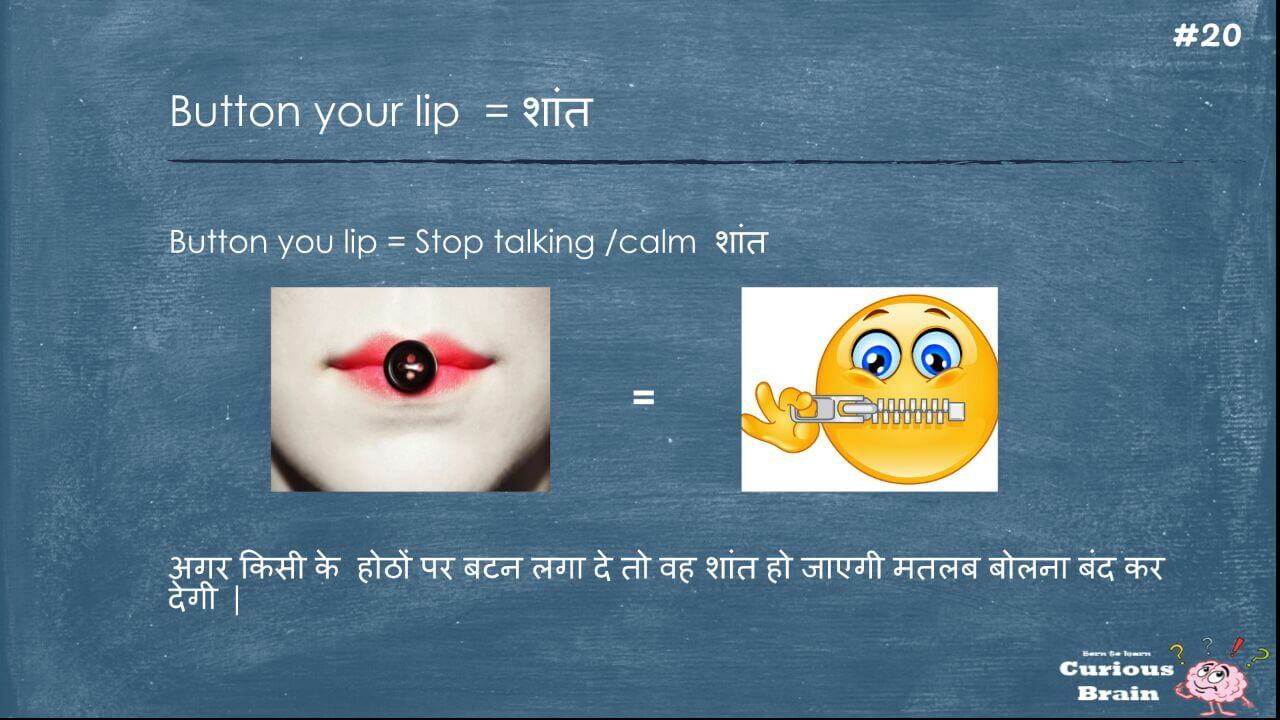 #20
Button your lip = शांत
Button you lip = Stop talking /calm शांत
=
अगर किसी के होठों पर बटन लगा दे तो वह शांत हो जाएगी मतलब बोलना बंद कर
देगी |
Born to learn
Curious
Brain